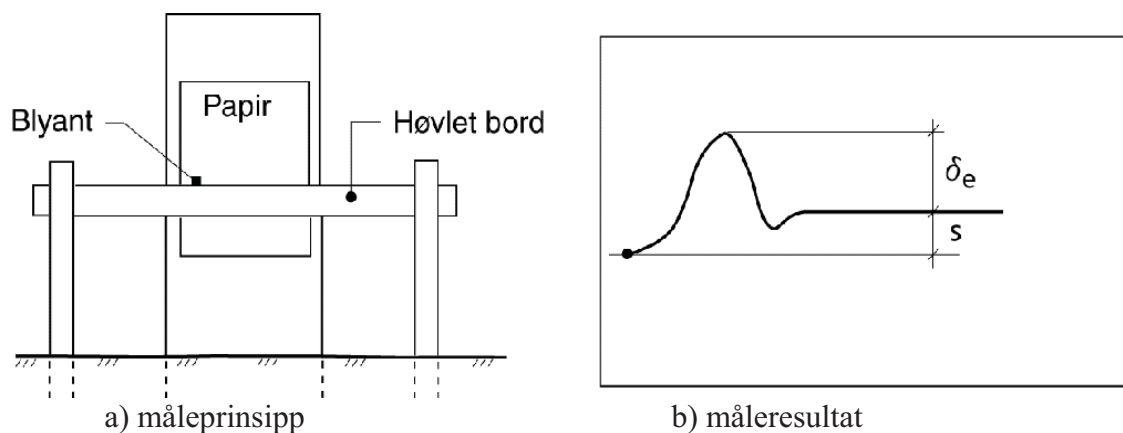 Papir
Blyant
Høvlet bord
δe
s
a) måleprinsipp
b) måleresultat